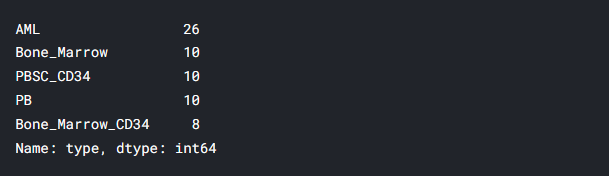 AML 26
Bone_Marrow 10
PBSC_CD34 10
PB 10
Bone_Marrow_CD34 8
Name: type, dtype: int64